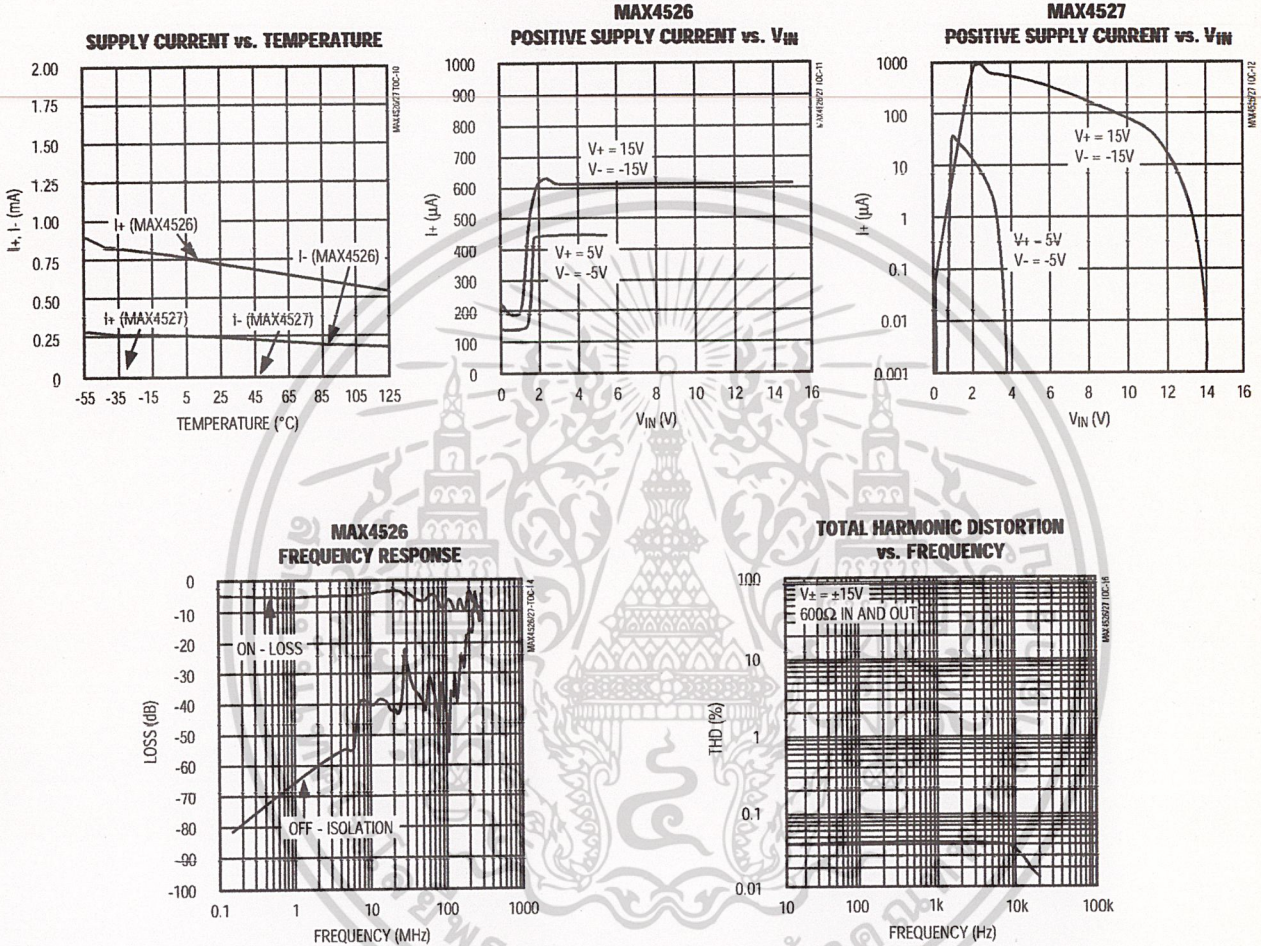 SUPPLY CURRENT vs. TEMPERATURE
I+, I- (mA)
2.00
1.75
1.50
1.25
1.00
0.75
0.50
0.25
0
I+ (MAX4526)
I- (MAX4526)
I+ (MAX4527)
I- (MAX4527)
-55 -35 -15 5 25 45 65 85 105 125
TEMPERATURE (°C)
MAX4526/27 TOC-10
MAX4526
POSITIVE SUPPLY CURRENT vs. VIN
I+ (µA)
1000
900
800
700
600
500
400
300
200
100
0
V+ = 15V
V- = -15V
V+ = 5V
V- = -5V
0 2 4 6 8 10 12 14 16
VIN (V)
MAX4526/27 TOC-11
MAX4527
POSITIVE SUPPLY CURRENT vs. VIN
I+ (µA)
1000
100
10
1
0.1
0.01
0.001
V+ = 15V
V- = -15V
V+ = 5V
V- = -5V
0 2 4 6 8 10 12 14 16
VIN (V)
MAX4526/27 TOC-12
MAX4526
FREQUENCY RESPONSE
LOSS (dB)
0
-10
-20
-30
-40
-50
-60
-70
-80
-90
-100
ON - LOSS
OFF - ISOLATION
0.1 1 10 100 1000
FREQUENCY (MHz)
MAX4526/27-TOC-14
TOTAL HARMONIC DISTORTION
vs. FREQUENCY
THD (%)
100
10
1
0.1
0.01
V± = ±15V
600Ω IN AND OUT
10 100 1k 10k 100k
FREQUENCY (Hz)
MAX4526/27 TOC-16